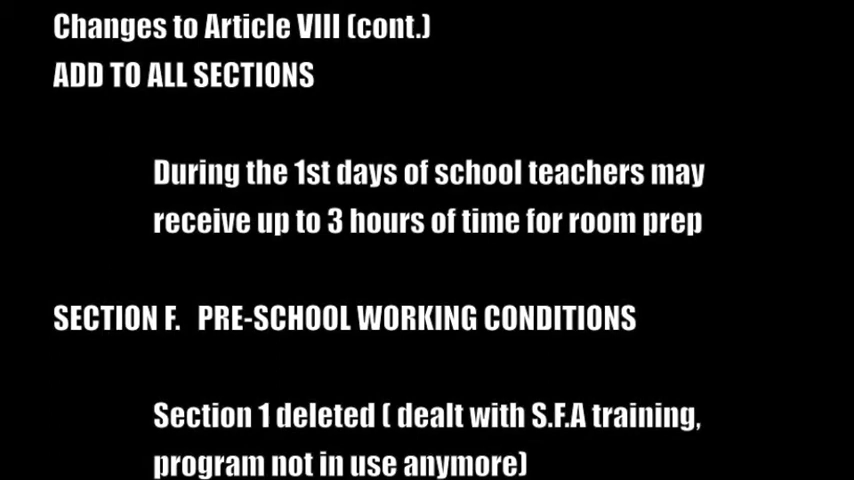 Changes to Article VIII (cont.)
ADD TO ALL SECTIONS
During the 1st days of school teachers may
receive up to 3 hours of time for room prep
SECTION F. PRE-SCHOOL WORKING CONDITIONS
Section 1 deleted ( dealt with S.F.A training,
program not in use anymore)